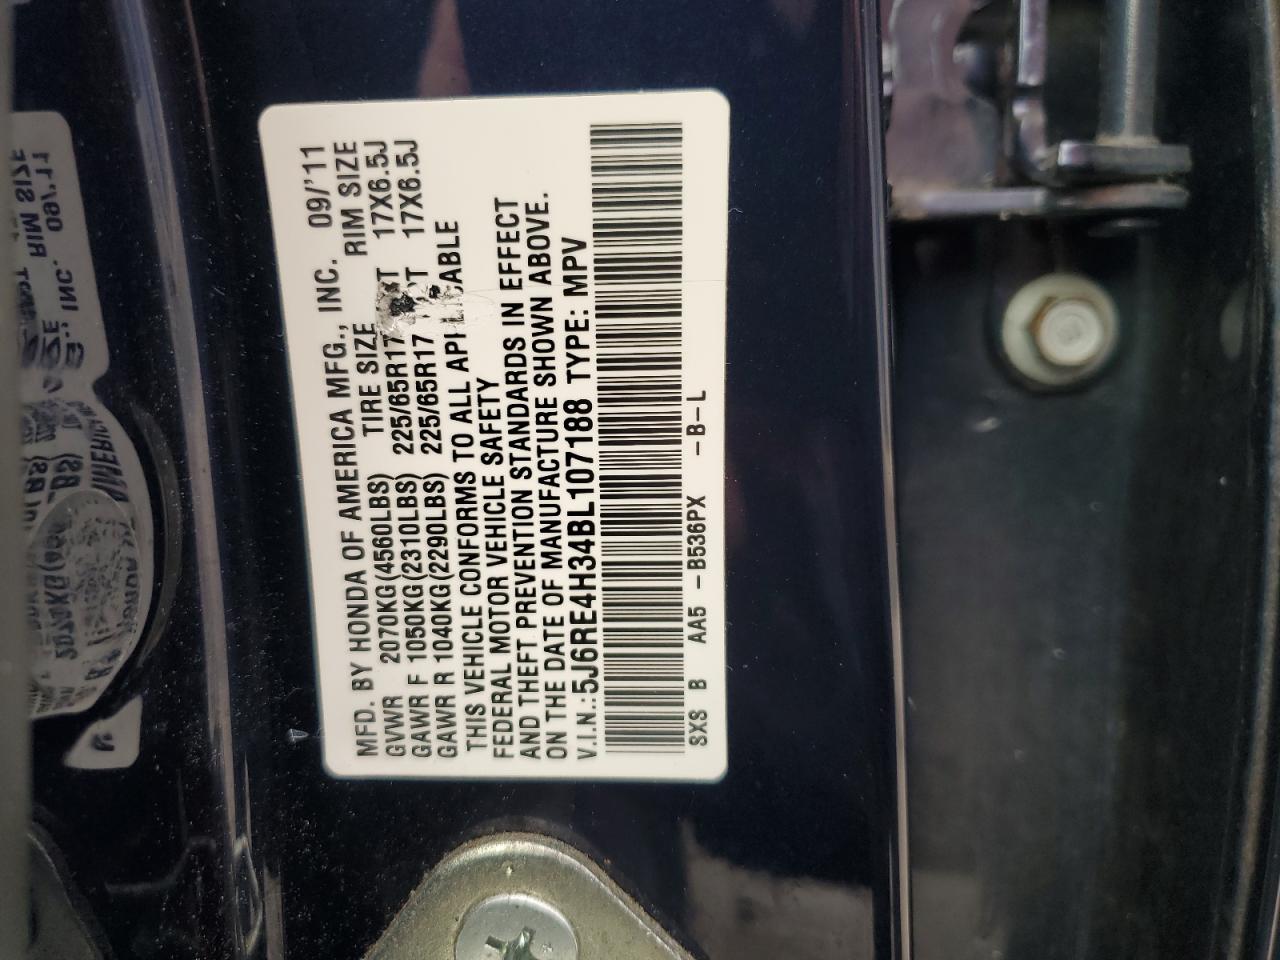 MFD. BY HONDA OF AMERICA MFG., INC. 09/'11
GVWR 2070KG(4560LBS) TIRE SIZE RIM SIZE
GAWR F 1050KG(2310LBS) 225/65R17 17X6.5J
GAWR R 1040KG(2290LBS) 225/65R17 17X6.5J
THIS VEHICLE CONFORMS TO ALL
FEDERAL MOTOR VEHICLE SAFETY
AND THEFT PREVENTION STANDARDS IN EFFECT
ON THE DATE OF MANUFACTURE SHOWN ABOVE.
V.I.N.: 5J6RE4H34BL107188 TYPE: MPV
SXS B AA5 -B536PX -B-L